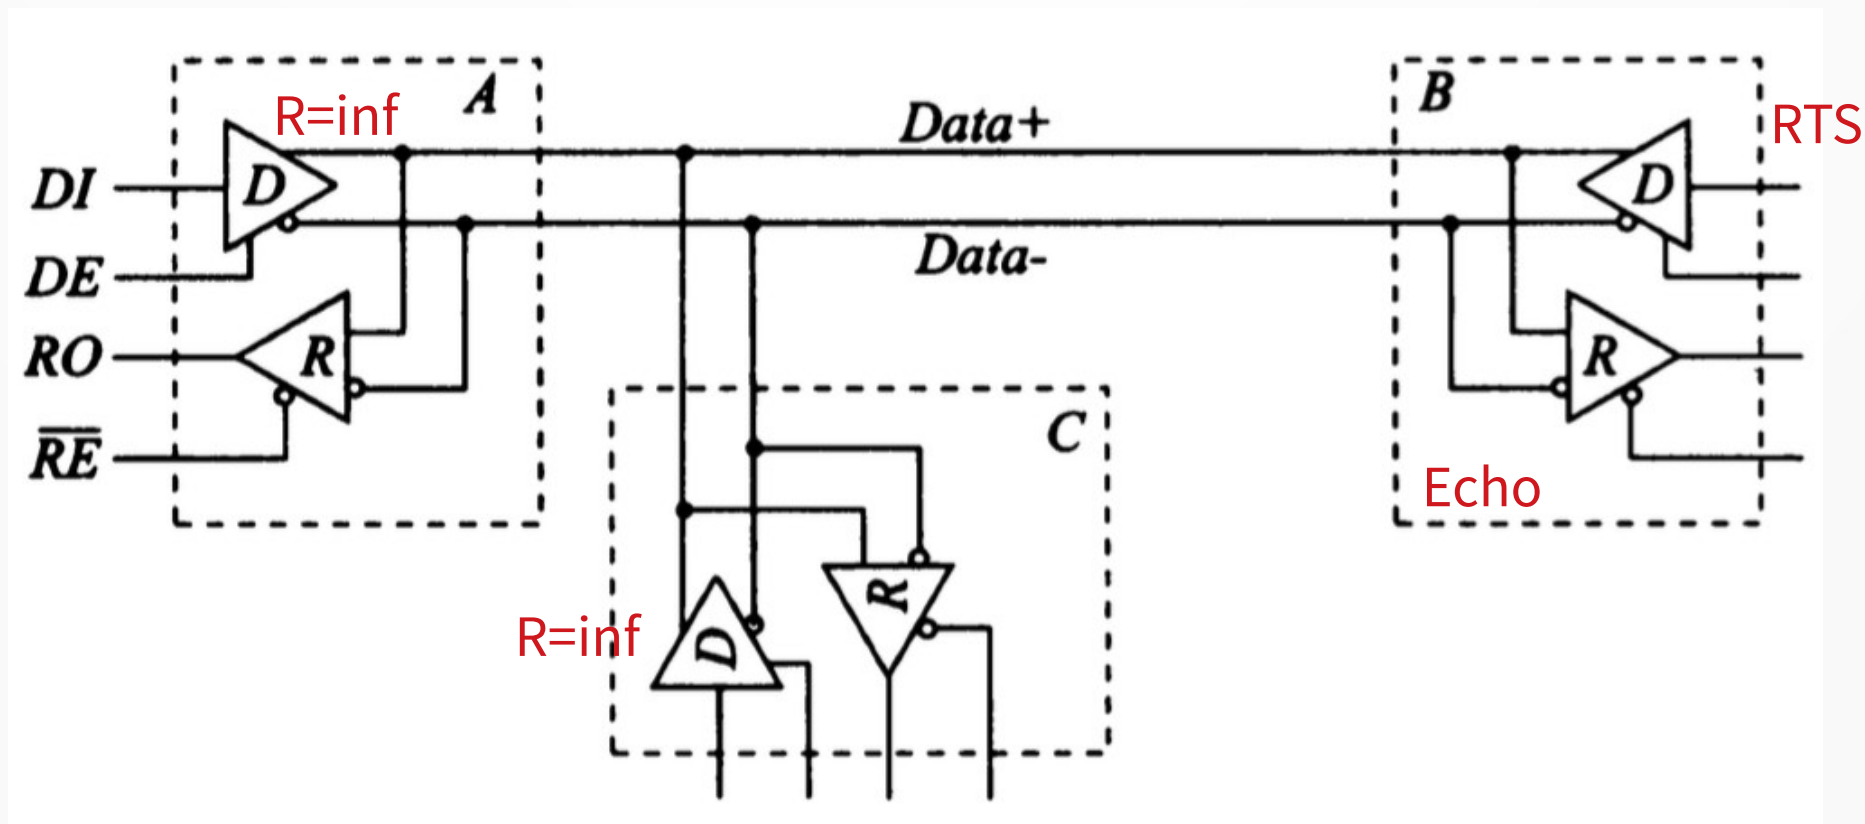 R=inf
A
Data+
B
RTS
DI
D
D
DE
Data-
RO
R
R
RE
C
Echo
R
R=inf
D